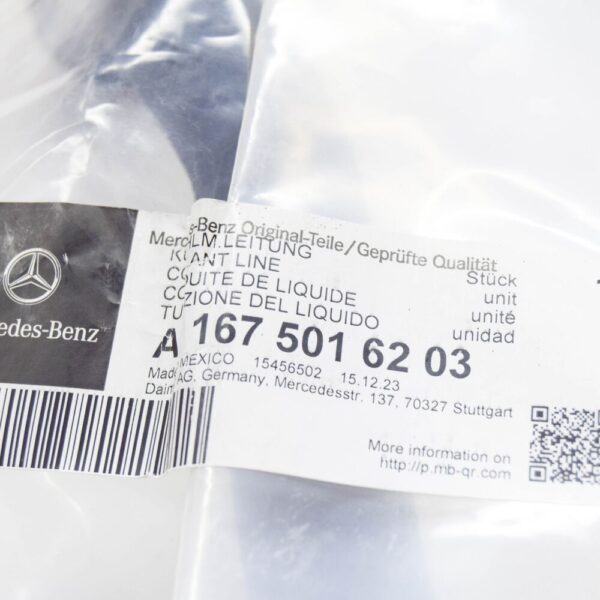 edes-Benz
s-Benz Original-Teile/Geprüfte Qualität
LM.LEITUNG
ANT LINE
UITE DE LIQUIDE
ZIONE DEL LIQUIDO
Stück
unit
unité
unidad
A 167 501 62 03
MEXICO 15456502 15.12.23
AG, Germany, Mercedesstr. 137, 70327 Stuttgart
More information on
http://p.mb-qr.com